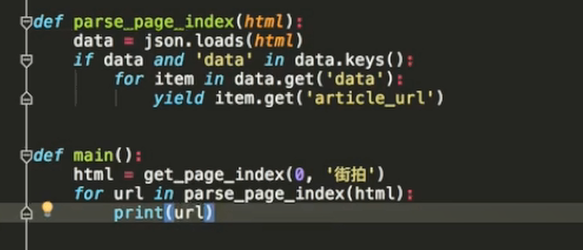 def parse_page_index(html):
    data = json.loads(html)
    if data and 'data' in data.keys():
        for item in data.get('data'):
            yield item.get('article_url')
def main():
    html = get_page_index(0, '街拍')
    for url in parse_page_index(html):
        print(url)